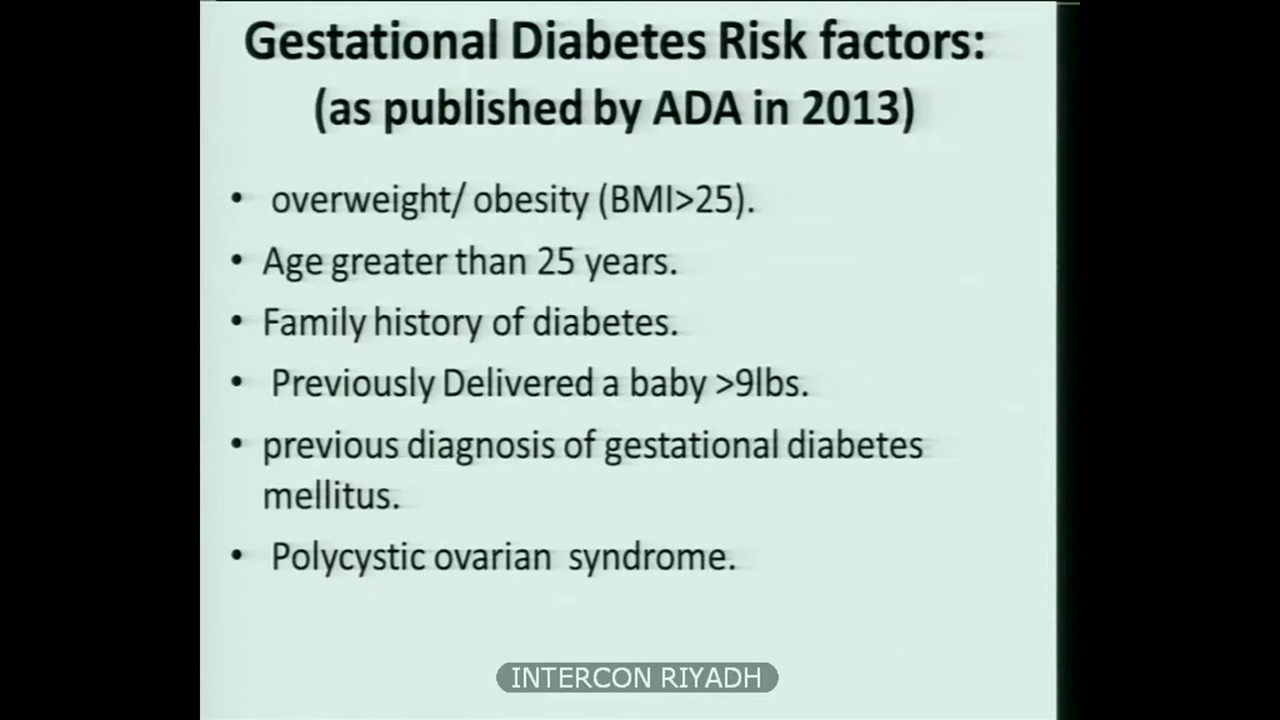 Gestational Diabetes Risk factors:
(as published by ADA in 2013)
• overweight/ obesity (BMI>25).
• Age greater than 25 years.
• Family history of diabetes.
• Previously Delivered a baby >9lbs.
• previous diagnosis of gestational diabetes
mellitus.
• Polycystic ovarian syndrome.
INTERCON RIYADH